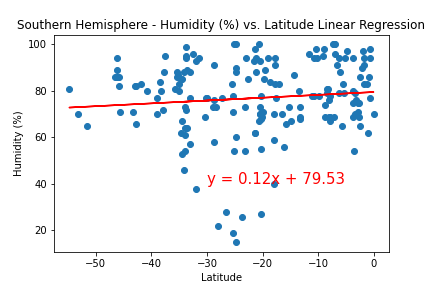 Southern Hemisphere - Humidity (%) vs. Latitude Linear Regression
100
80
60
40
20
Humidity (%)
y = 0.12x + 79.53
−50
−40
−30
−20
−10
0
Latitude